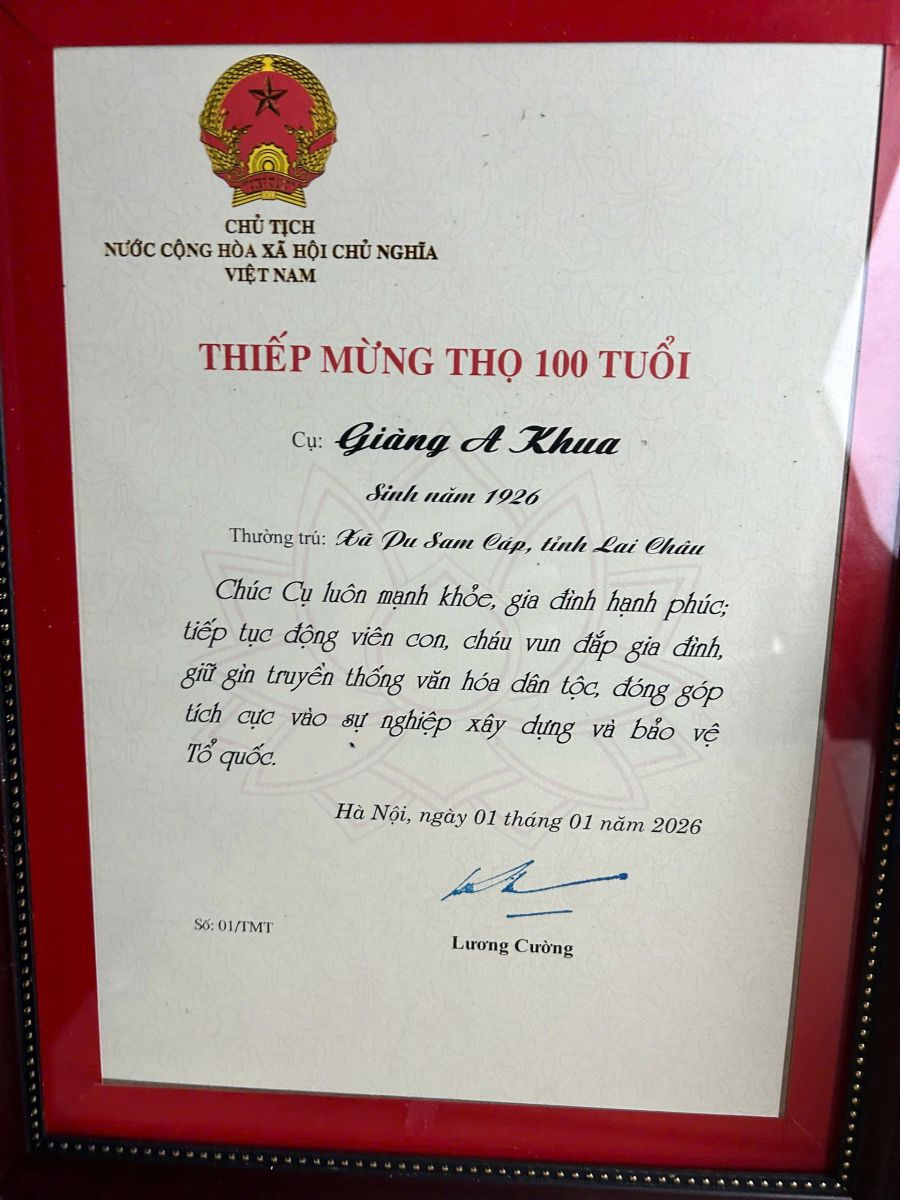 CHỦ TỊCH
NƯỚC CỘNG HÒA XÃ HỘI CHỦ NGHĨA
VIỆT NAM
THIẾP MỪNG THỌ 100 TUỔI
Cụ: Giàng A Khua
Sinh năm 1926
Thường trú: Xã Pu Sam Cáp, tỉnh Lai Châu
Chúc Cụ luôn mạnh khỏe, gia đình hạnh phúc;
tiếp tục động viên con, cháu vun đắp gia đình,
giữ gìn truyền thống văn hóa dân tộc, đóng góp
tích cực vào sự nghiệp xây dựng và bảo vệ
Tổ quốc.
Hà Nội, ngày 01 tháng 01 năm 2026
Số: 01/TMT
Lương Cường